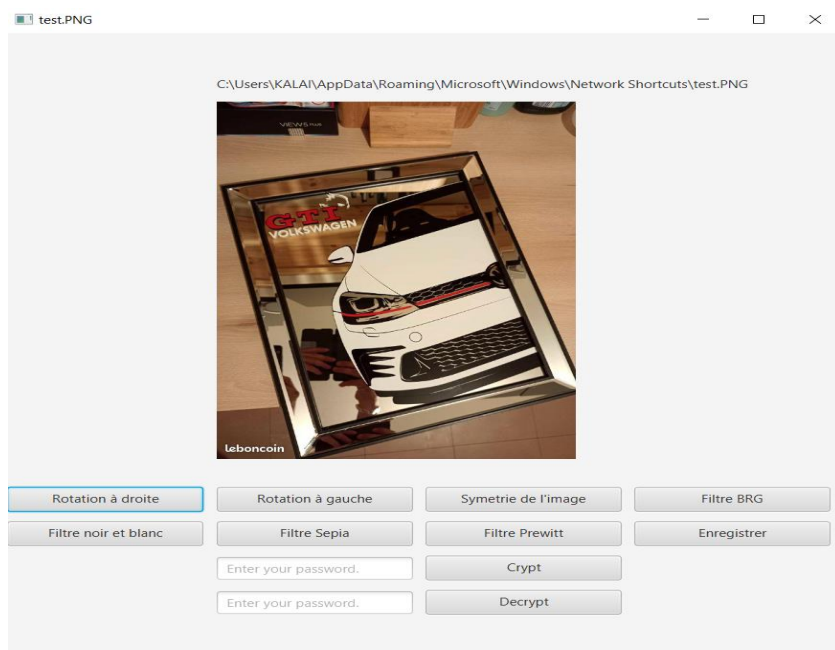 test.PNG
C:\Users\KALAI\AppData\Roaming\Microsoft\Windows\Network Shortcuts\test.PNG
VIEWS
GTI
VOLKSWAGEN
leboncoin
Rotation à droite
Rotation à gauche
Symetrie de l'image
Filtre BRG
Filtre noir et blanc
Filtre Sepia
Filtre Prewitt
Enregistrer
Enter your password.
Crypt
Enter your password.
Decrypt